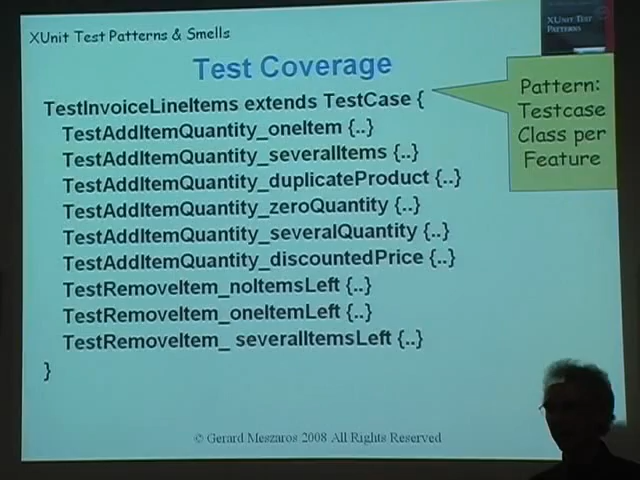 XUnit Test Patterns & Smells
XUNIT TEST
PATTERNS
Test Coverage
TestInvoiceLineItems extends TestCase {
TestAddItemQuantity_oneItem {..}
TestAddItemQuantity_severalItems {..}
TestAddItemQuantity_duplicateProduct {..}
TestAddItemQuantity_zeroQuantity {..}
TestAddItemQuantity_severalQuantity {..}
TestAddItemQuantity_discountedPrice {..}
TestRemoveItem_noItemsLeft {..}
TestRemoveItem_oneItemLeft {..}
TestRemoveItem_ severalItemsLeft {..}
}
Pattern:
Testcase
Class per
Feature
© Gerard Meszaros 2008 All Rights Reserved